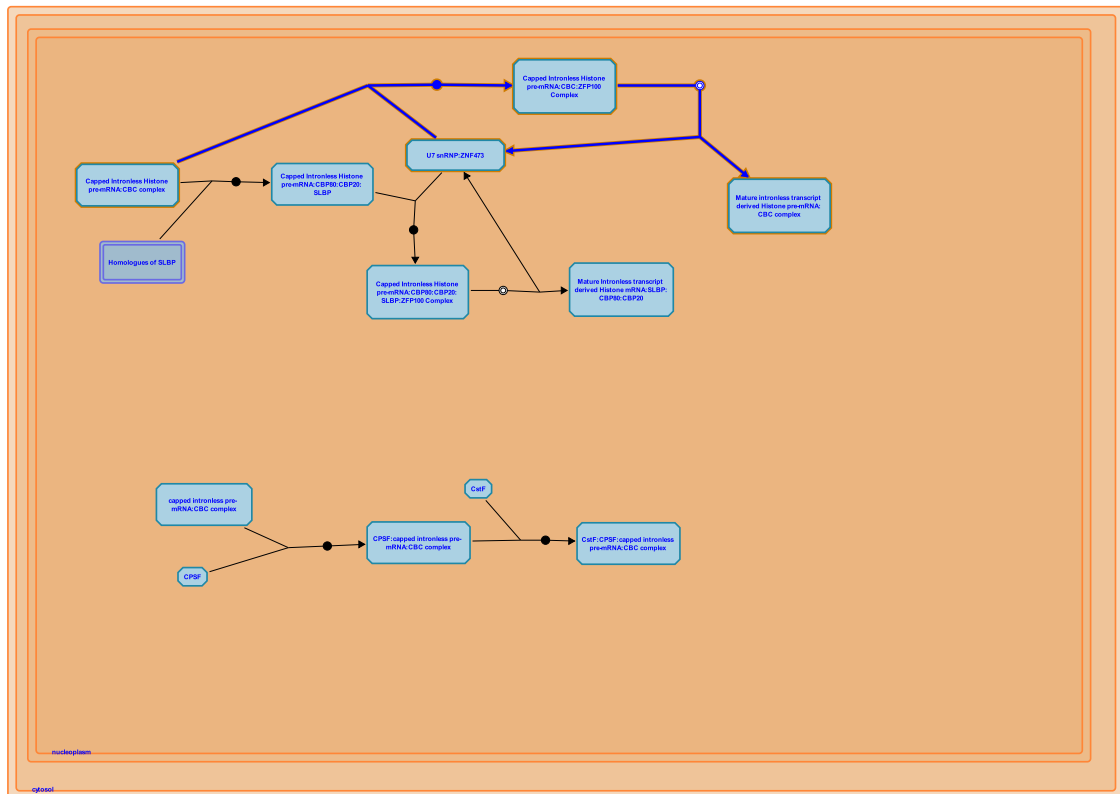 Capped Intronless Histone
pre-mRNA:CBC:ZFP100
Complex
U7 snRNP:ZNF473
Capped Intronless Histone
pre-mRNA:CBC complex
Capped Intronless Histone
pre-mRNA:CBP80:CBP20:
SLBP
Mature intronless transcript
derived Histone pre-mRNA:
CBC complex
Homologues of SLBP
Capped Intronless Histone
pre-mRNA:CBP80:CBP20:
SLBP:ZFP100 Complex
Mature Intronless transcript
derived Histone mRNA:SLBP:
CBP80:CBP20
capped intronless pre-
mRNA:CBC complex
CstF
CPSF:capped intronless pre-
mRNA:CBC complex
CstF:CPSF:capped intronless
pre-mRNA:CBC complex
CPSF
nucleoplasm
cytosol